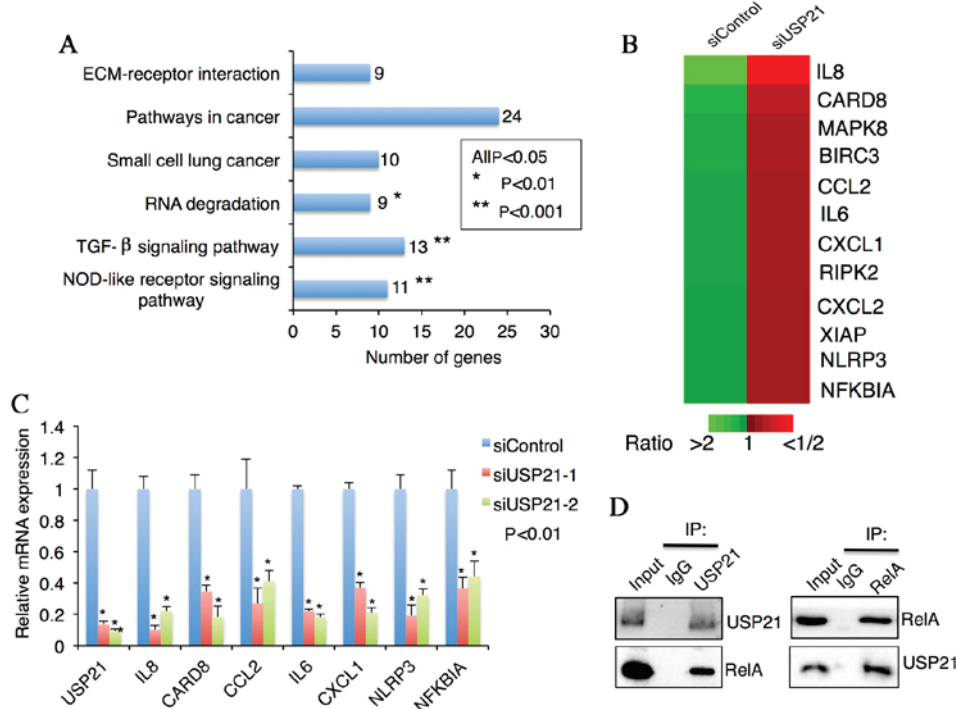 A
ECM-receptor interaction
9
Pathways in cancer
24
Small cell lung cancer
10
RNA degradation
9 *
TGF-β signaling pathway
13 **
NOD-like receptor signaling
pathway
11 **
AllP<0.05
* P<0.01
** P<0.001
0 5 10 15 20 25 30
Number of genes
B
siControl siUSP21
IL8
CARD8
MAPK8
BIRC3
CCL2
IL6
CXCL1
RIPK2
CXCL2
XIAP
NLRP3
NFKBIA
Ratio >2 1 <1/2
C
Relative mRNA expression
1.4
1.2
1
0.8
0.6
0.4
0.2
0
* * * * * * * * * * * * * * * *
siControl
siUSP21-1
siUSP21-2
P<0.01
USP21 IL8 CARD8 CCL2 IL6 CXCL1 NLRP3 NFKBIA
D
IP:
Input IgG USP21
USP21
RelA
IP:
Input IgG RelA
RelA
USP21